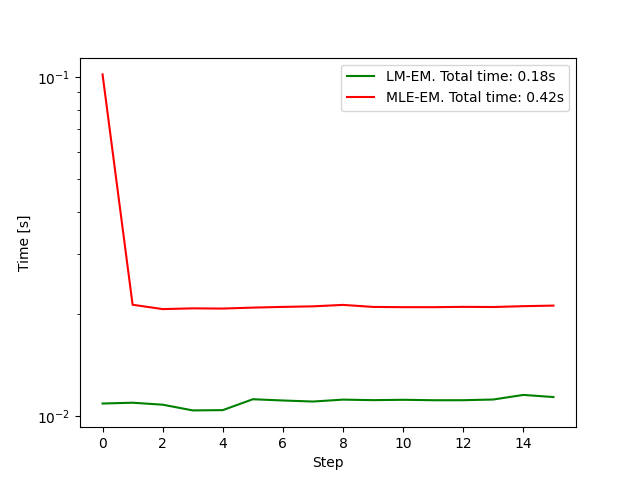 LM-EM. Total time: 0.18s
MLE-EM. Total time: 0.42s
10⁻¹
10⁻²
Time [s]
0 2 4 6 8 10 12 14
Step